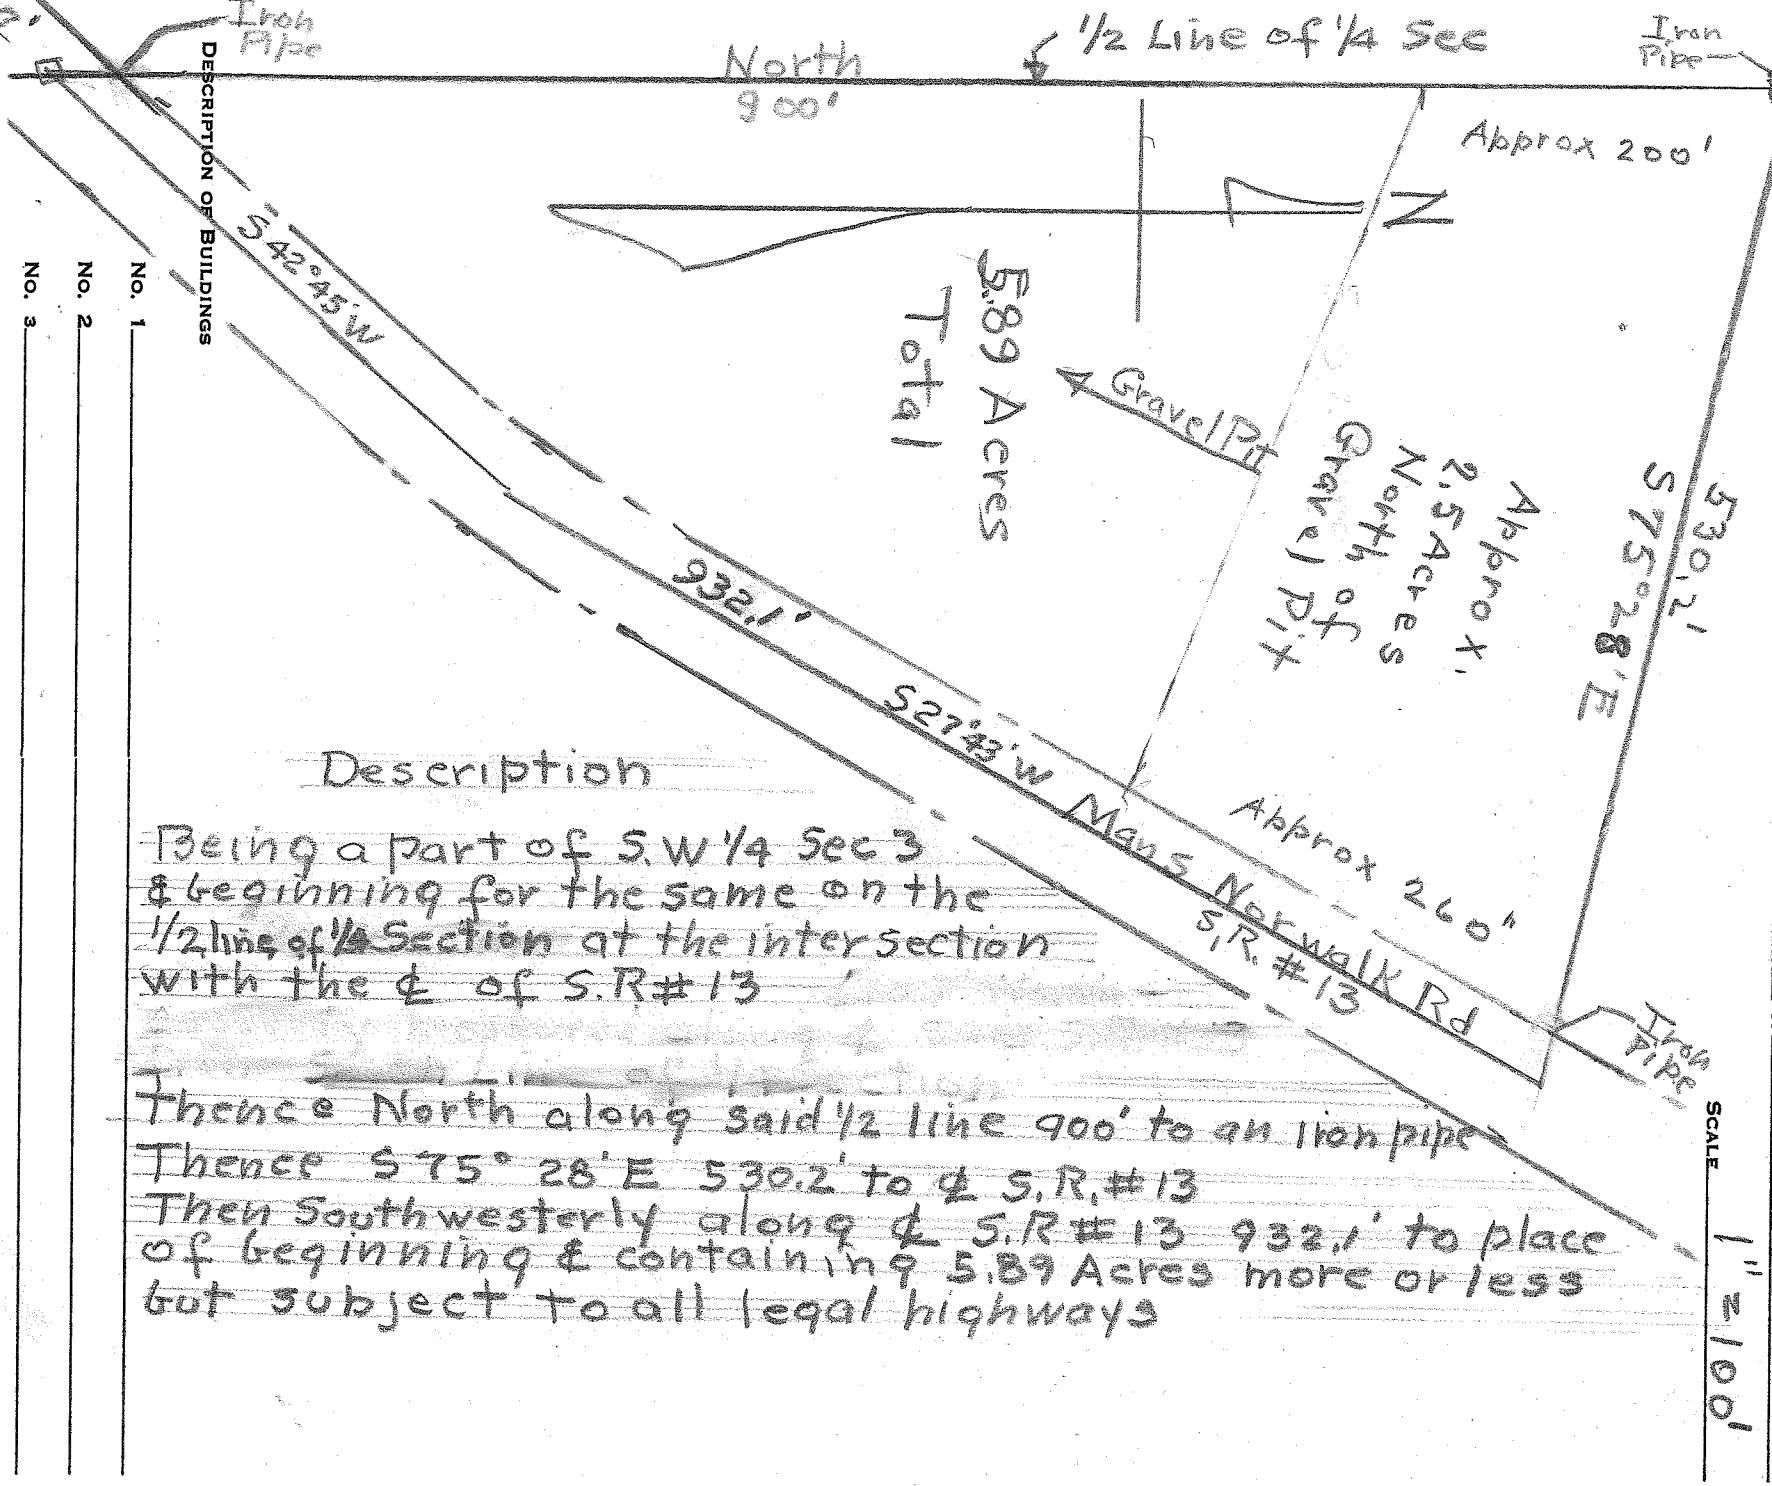 Iron
Pipe
North
900'
1/2 Line of 1/4 Sec
Iron
Pipe
Approx 200'
N
DESCRIPTION OF BUILDINGS
No. 1
No. 2
No. 3
S 42° 45' W
5.89 Acres
Total
Gravel Pit
Approx.
2.5 Acres
North of
Gravel Pit
530.2'
S 75° 28' E
932.1'
S 27° 43' W
Mans Norwalk Rd
S.R. #13
Approx 260"
Iron
Pipe
SCALE 1" = 100'
Description
Being a part of S.W 1/4 Sec 3
& beginning for the same on the
1/2 line of 1/4 Section at the intersection
with the ℄ of S.R #13
Thence North along said 1/2 line 900' to an iron pipe
Thence S 75° 28' E 530.2' to ℄ S.R. #13
Then Southwesterly along ℄ S.R #13 932.1' to place
of beginning & containing 5.89 Acres more or less
but subject to all legal highways